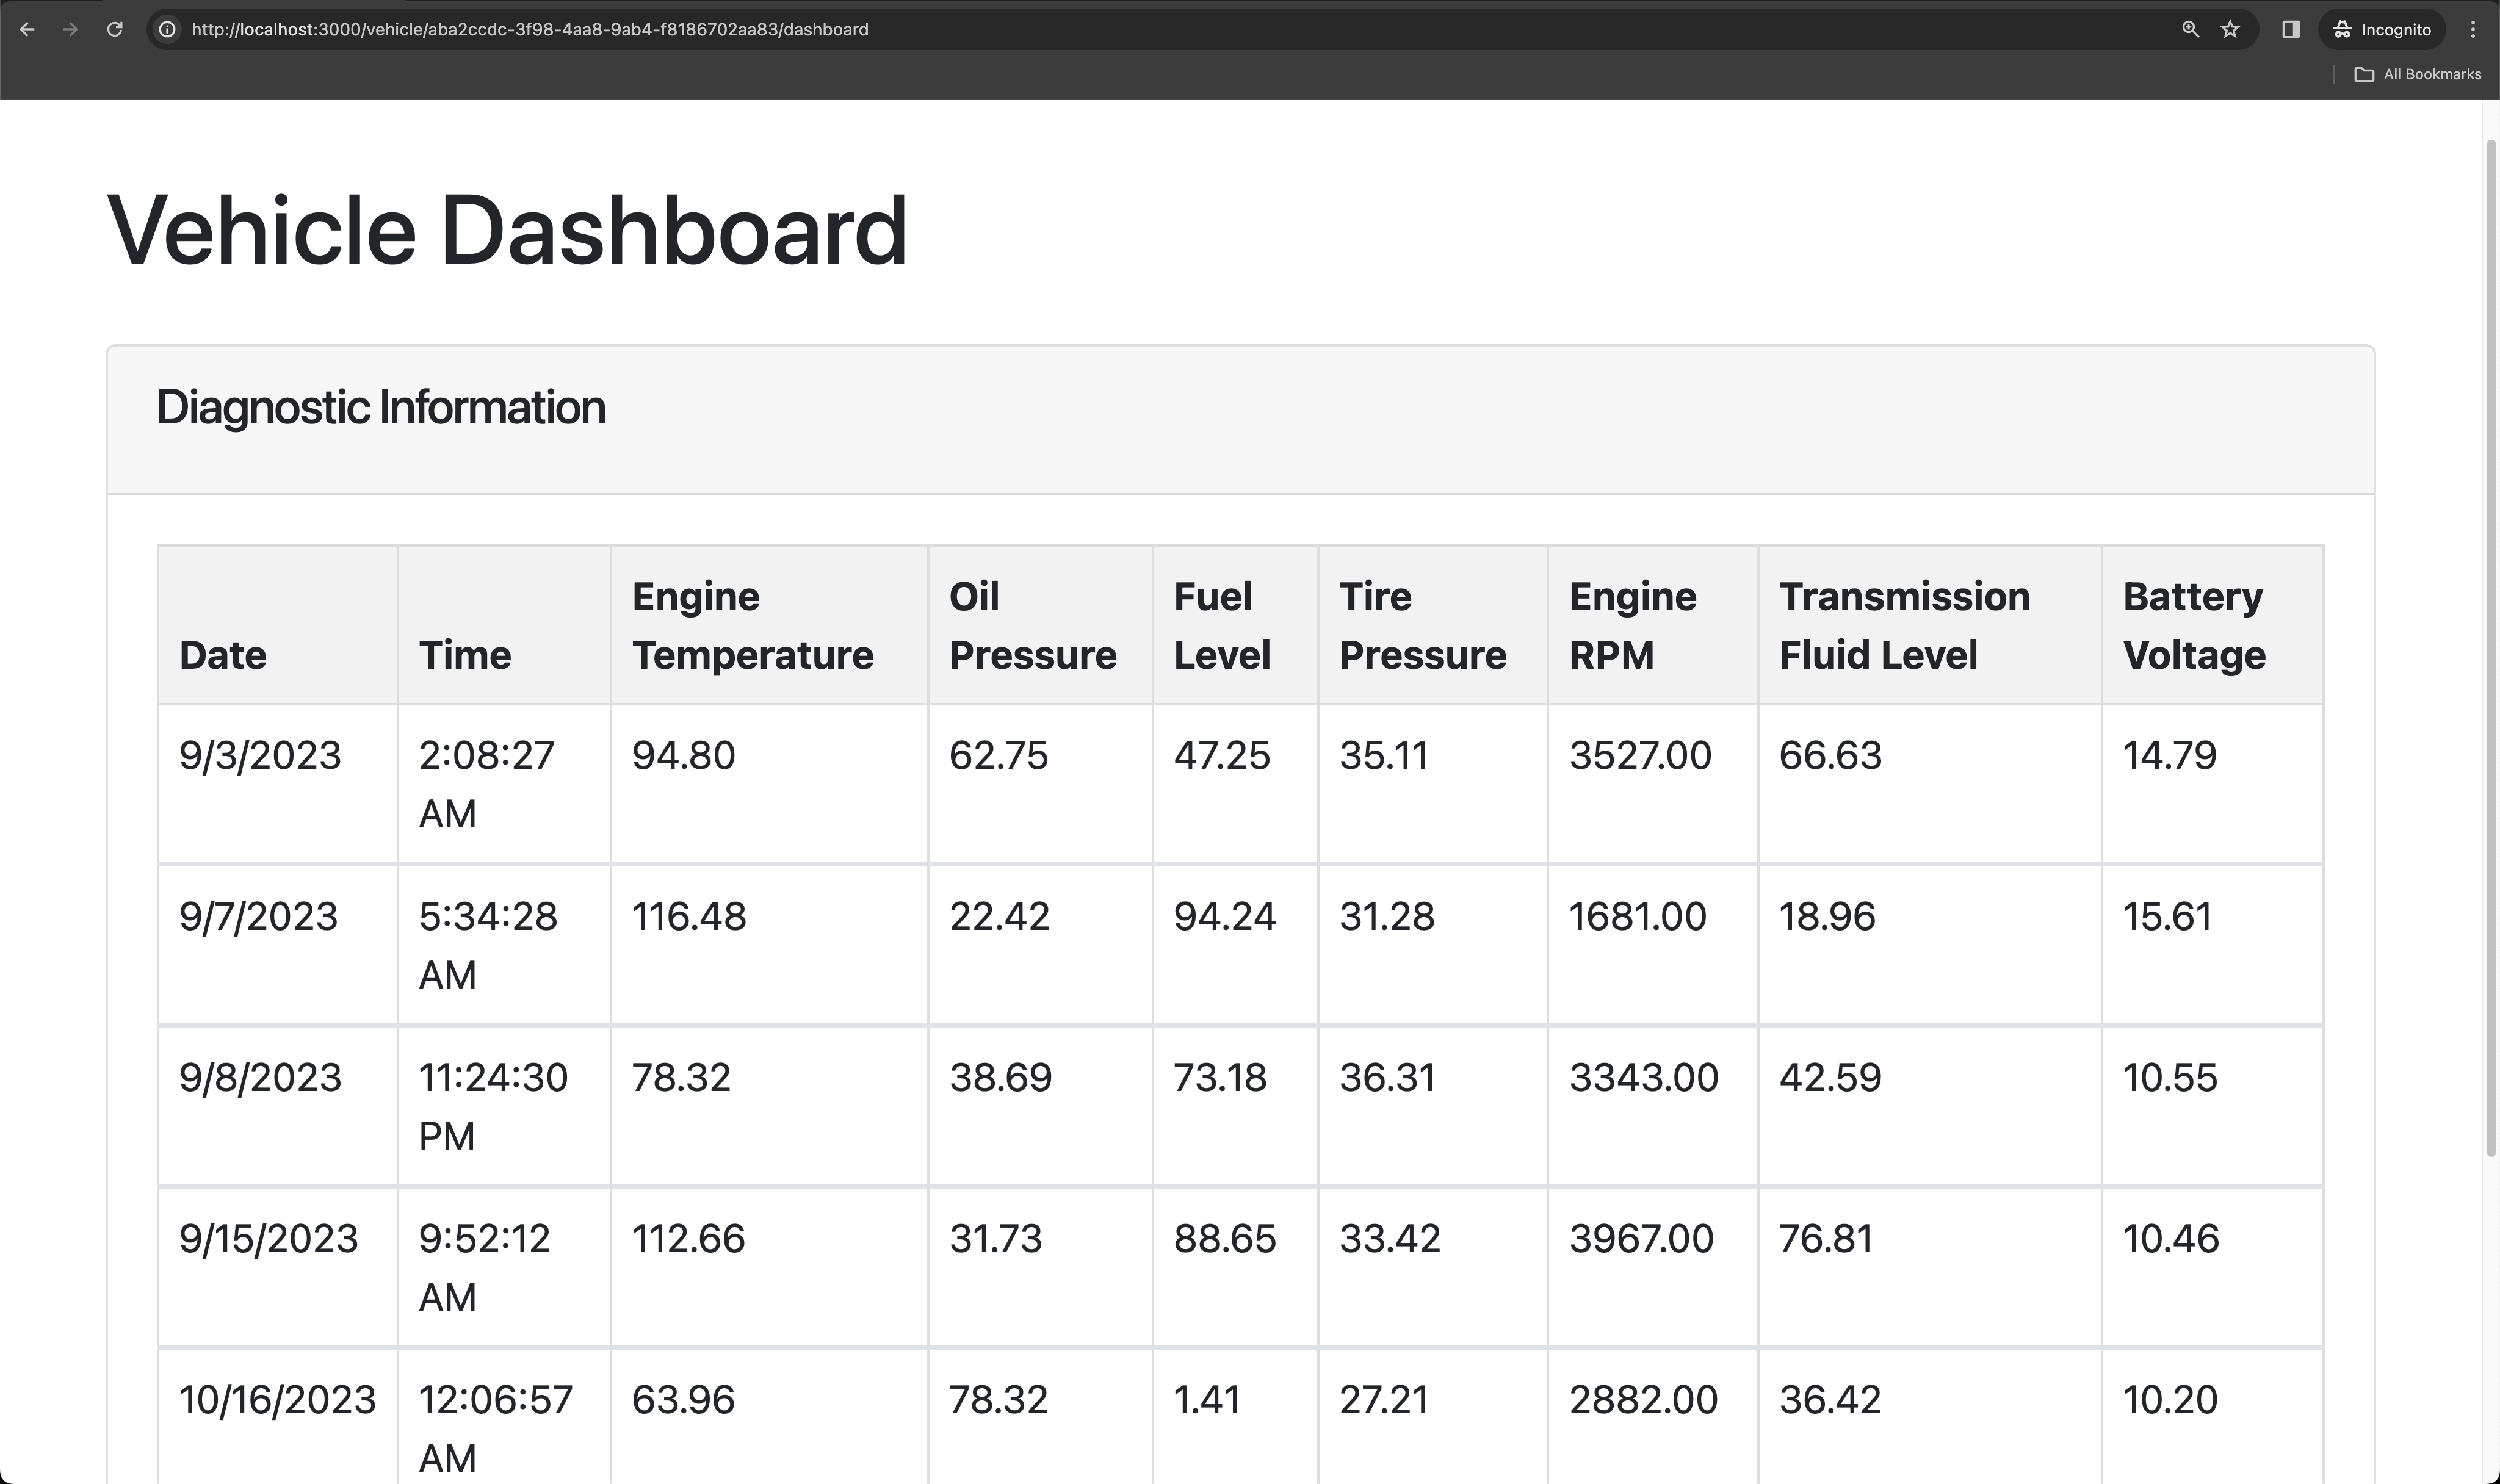 http://localhost:3000/vehicle/aba2ccdc-3f98-4aa8-9ab4-f8186702aa83/dashboard
Incognito
All Bookmarks
Vehicle Dashboard
Diagnostic Information
Date Time Engine Temperature Oil Pressure Fuel Level Tire Pressure Engine RPM Transmission Fluid Level Battery Voltage
9/3/2023 2:08:27 AM 94.80 62.75 47.25 35.11 3527.00 66.63 14.79
9/7/2023 5:34:28 AM 116.48 22.42 94.24 31.28 1681.00 18.96 15.61
9/8/2023 11:24:30 PM 78.32 38.69 73.18 36.31 3343.00 42.59 10.55
9/15/2023 9:52:12 AM 112.66 31.73 88.65 33.42 3967.00 76.81 10.46
10/16/2023 12:06:57 AM 63.96 78.32 1.41 27.21 2882.00 36.42 10.20